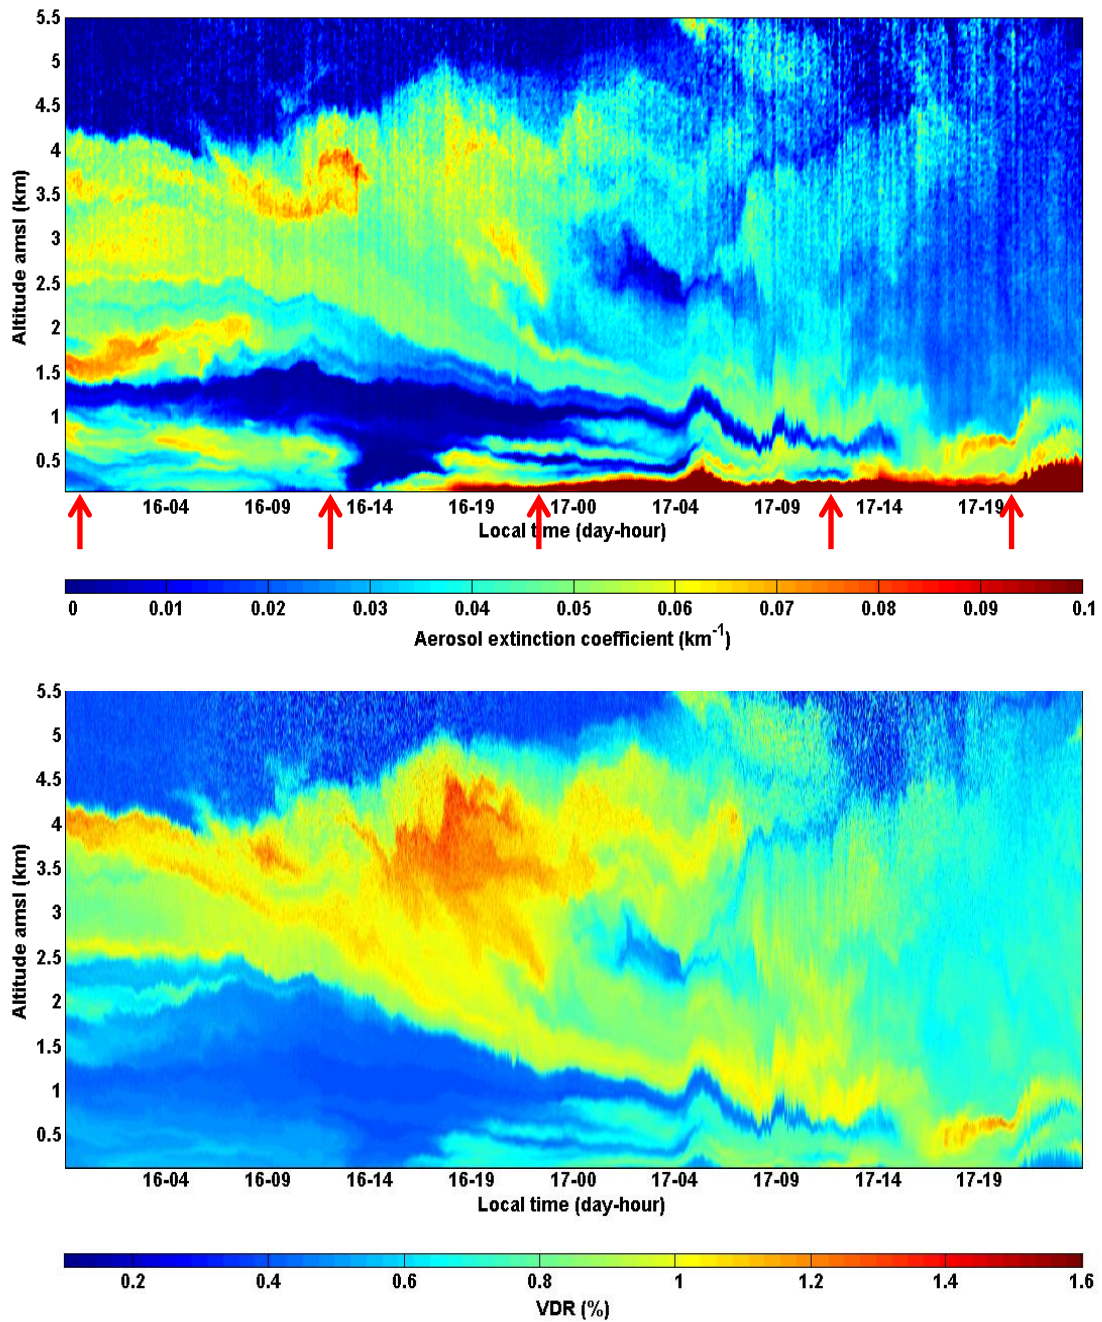 5.5
5
4.5
4
3.5
3
2.5
2
1.5
1
0.5
Altitude amsl (km)
16-04 16-09 16-14 16-19 17-00 17-04 17-09 17-14 17-19
Local time (day-hour)
0 0.01 0.02 0.03 0.04 0.05 0.06 0.07 0.08 0.09 0.1
Aerosol extinction coefficient (km-1)
5.5
5
4.5
4
3.5
3
2.5
2
1.5
1
0.5
Altitude amsl (km)
16-04 16-09 16-14 16-19 17-00 17-04 17-09 17-14 17-19
Local time (day-hour)
0.2 0.4 0.6 0.8 1 1.2 1.4 1.6
VDR (%)